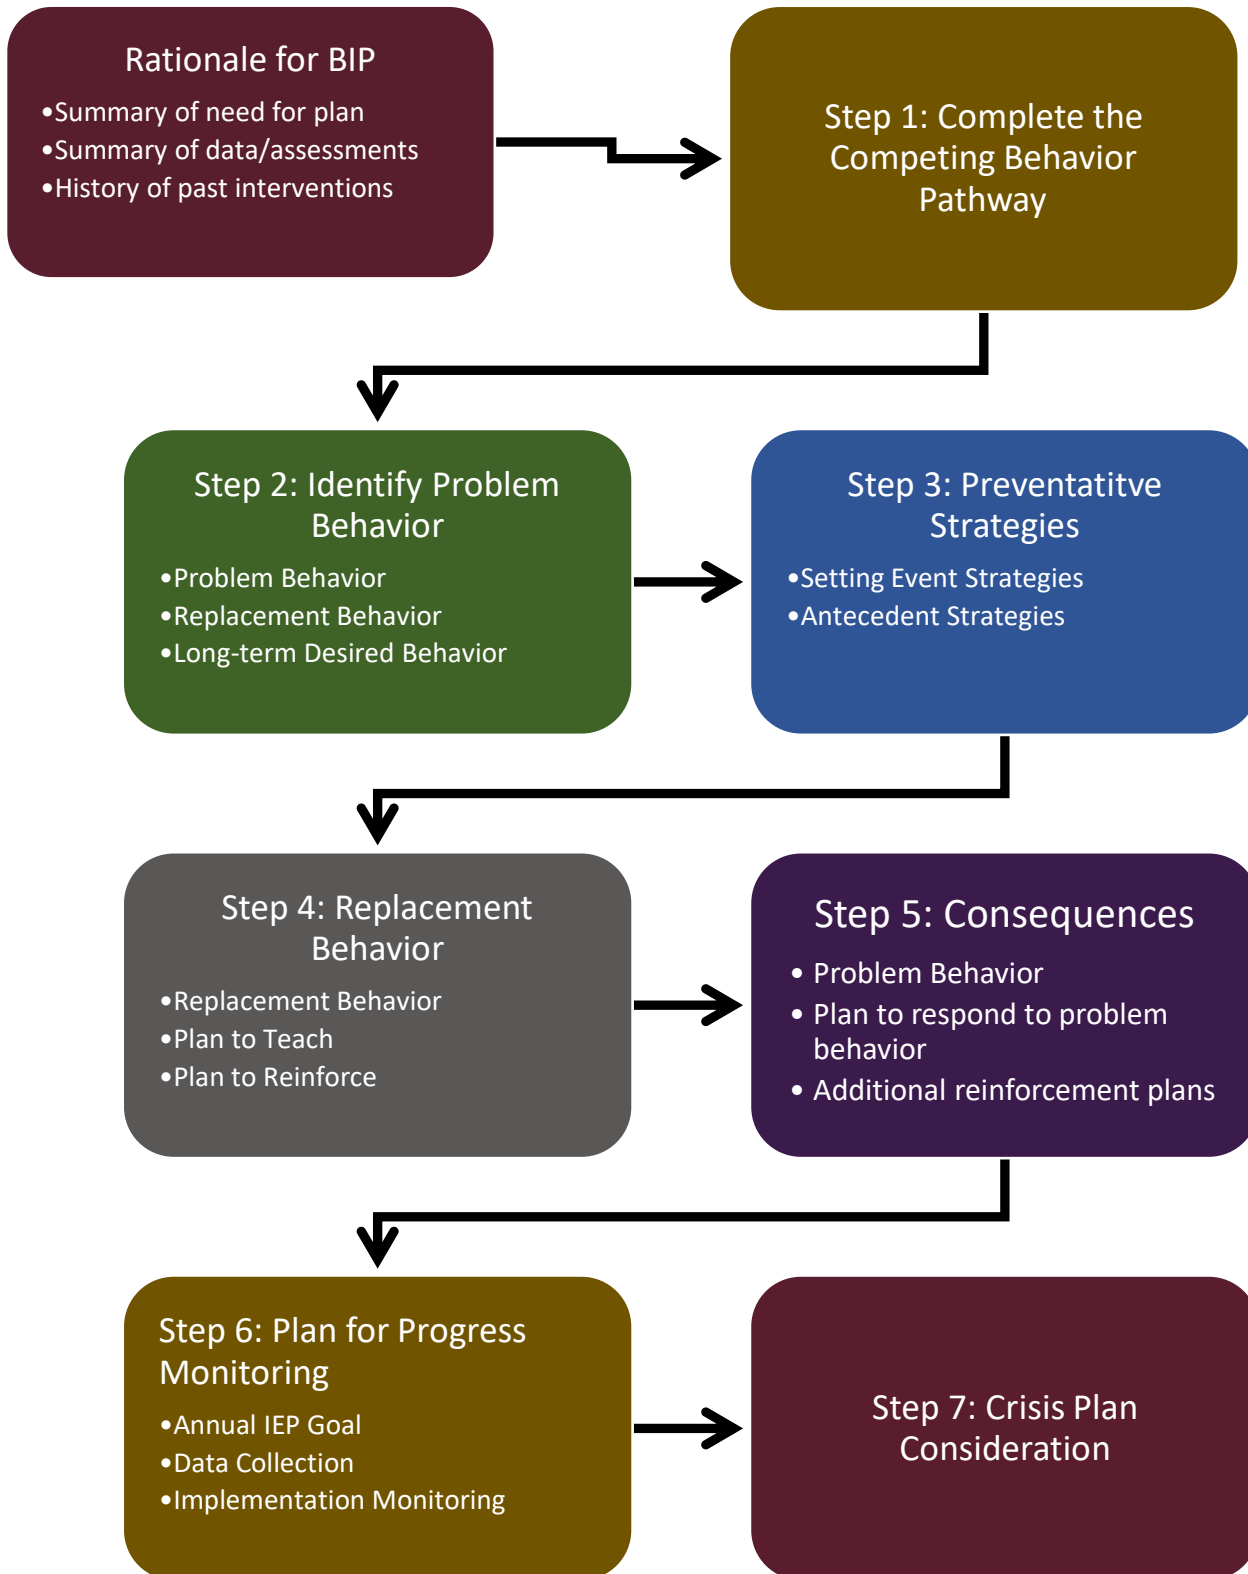 Rationale for BIP
•Summary of need for plan
•Summary of data/assessments
•History of past interventions
Step 1: Complete the
Competing Behavior
Pathway
Step 2: Identify Problem
Behavior
•Problem Behavior
•Replacement Behavior
•Long-term Desired Behavior
Step 3: Preventatitve
Strategies
•Setting Event Strategies
•Antecedent Strategies
Step 4: Replacement
Behavior
•Replacement Behavior
•Plan to Teach
•Plan to Reinforce
Step 5: Consequences
• Problem Behavior
• Plan to respond to problem
behavior
• Additional reinforcement plans
Step 6: Plan for Progress
Monitoring
•Annual IEP Goal
•Data Collection
•Implementation Monitoring
Step 7: Crisis Plan
Consideration